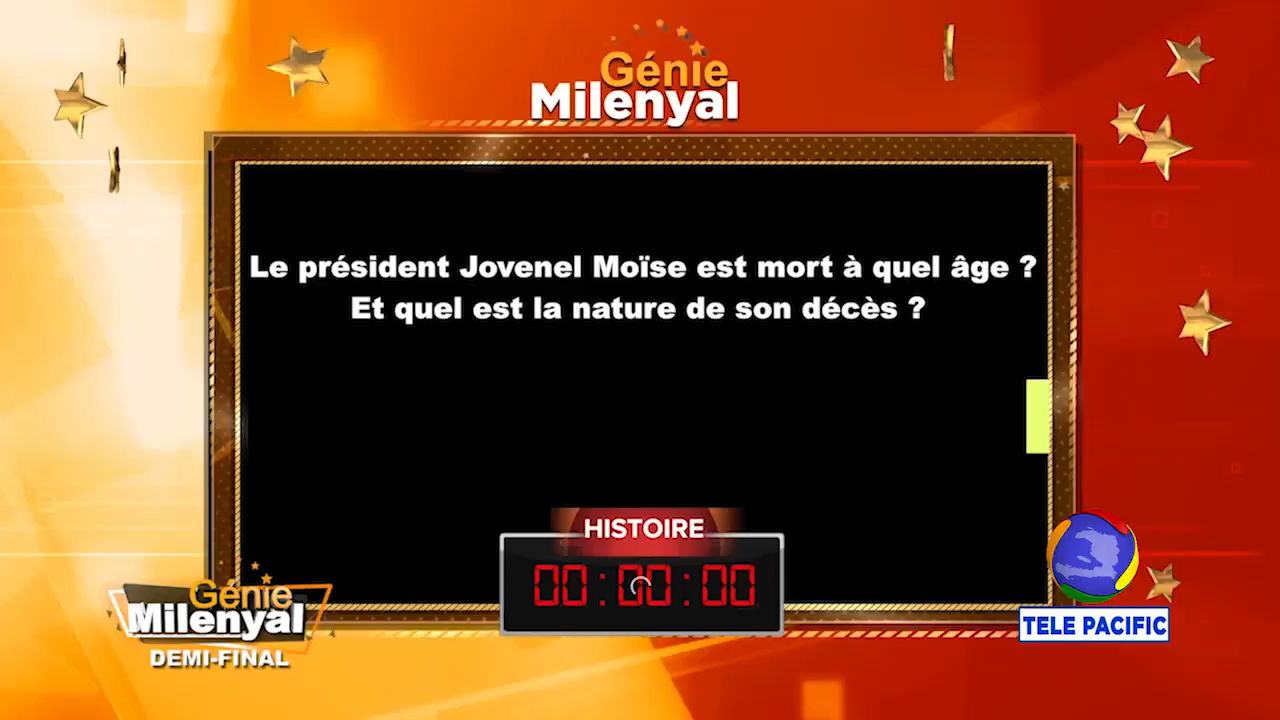 Génie
Milenyal
Le président Jovenel Moïse est mort à quel âge ?
Et quel est la nature de son décès ?
HISTOIRE
00:00:00
Génie
Milenyal
DEMI-FINAL
TELE PACIFIC